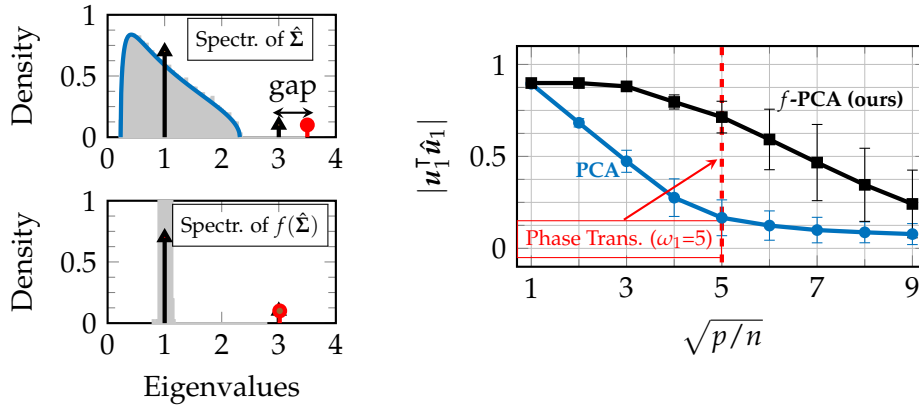 Density
1
0.5
0
Spectr. of Σ̂
gap
0 1 2 3 4
Density
1
0.5
0
Spectr. of f(Σ̂)
0 1 2 3 4
Eigenvalues
|u₁ᵀû₁|
1
0.5
0
f-PCA (ours)
PCA
Phase Trans. (ω₁=5)
1 3 5 7 9
√p/n